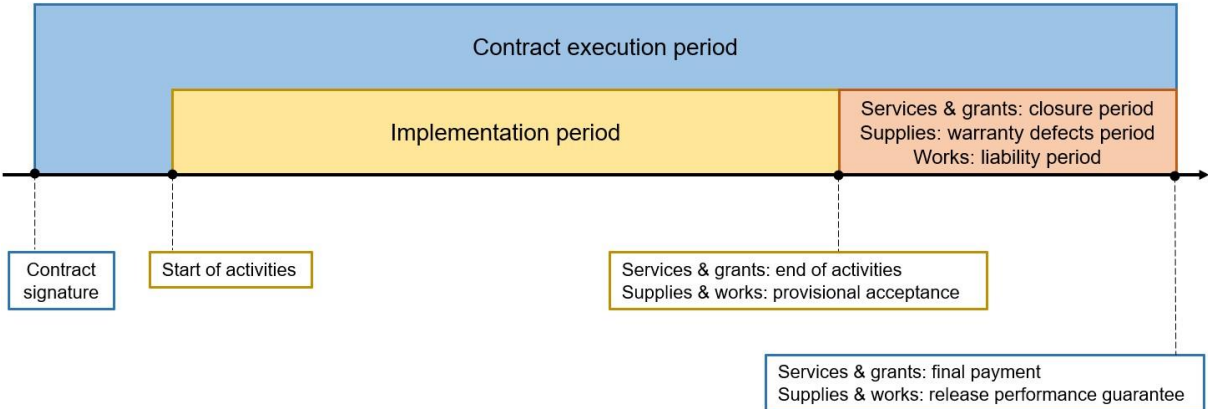 Contract execution period
Implementation period
Services & grants: closure period
Supplies: warranty defects period
Works: liability period
Contract
signature
Start of activities
Services & grants: end of activities
Supplies & works: provisional acceptance
Services & grants: final payment
Supplies & works: release performance guarantee